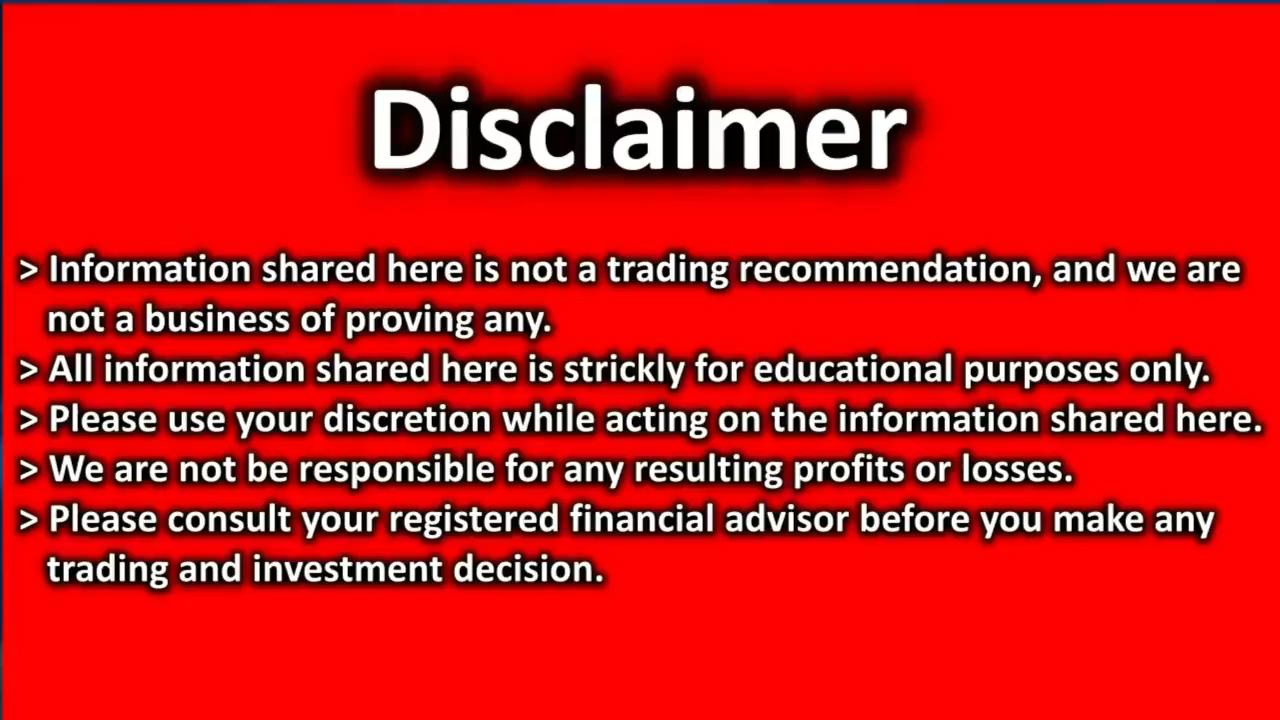 Disclaimer
> Information shared here is not a trading recommendation, and we are
not a business of proving any.
> All information shared here is strickly for educational purposes only.
> Please use your discretion while acting on the information shared here.
> We are not be responsible for any resulting profits or losses.
> Please consult your registered financial advisor before you make any
trading and investment decision.